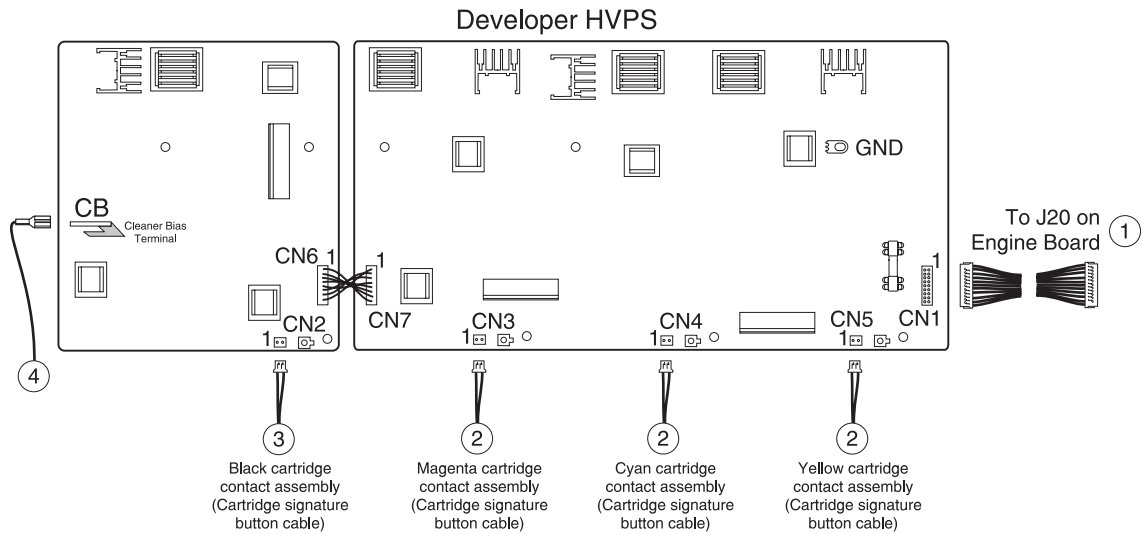 Developer HVPS
GND
CB
Cleaner Bias
Terminal
To J20 on
Engine Board
1
CN6
1
1
1
CN2
1
CN7
CN3
1
CN4
1
CN5
1
CN1
4
3
2
2
2
Black cartridge
contact assembly
(Cartridge signature
button cable)
Magenta cartridge
contact assembly
(Cartridge signature
button cable)
Cyan cartridge
contact assembly
(Cartridge signature
button cable)
Yellow cartridge
contact assembly
(Cartridge signature
button cable)